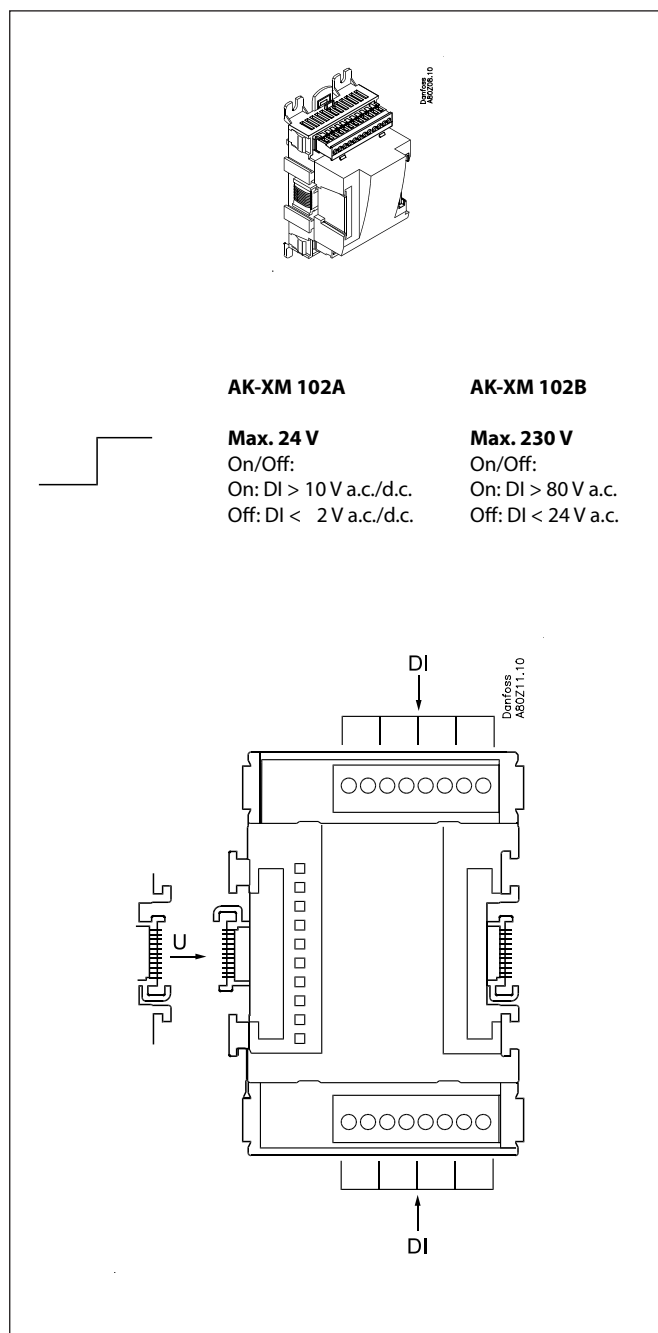 Danfoss
A80Z08.10
AK-XM 102A
Max. 24 V
On/Off:
On: DI > 10 V a.c./d.c.
Off: DI < 2 V a.c./d.c.
AK-XM 102B
Max. 230 V
On/Off:
On: DI > 80 V a.c.
Off: DI < 24 V a.c.
DI
Danfoss
A80Z11.10
U
DI